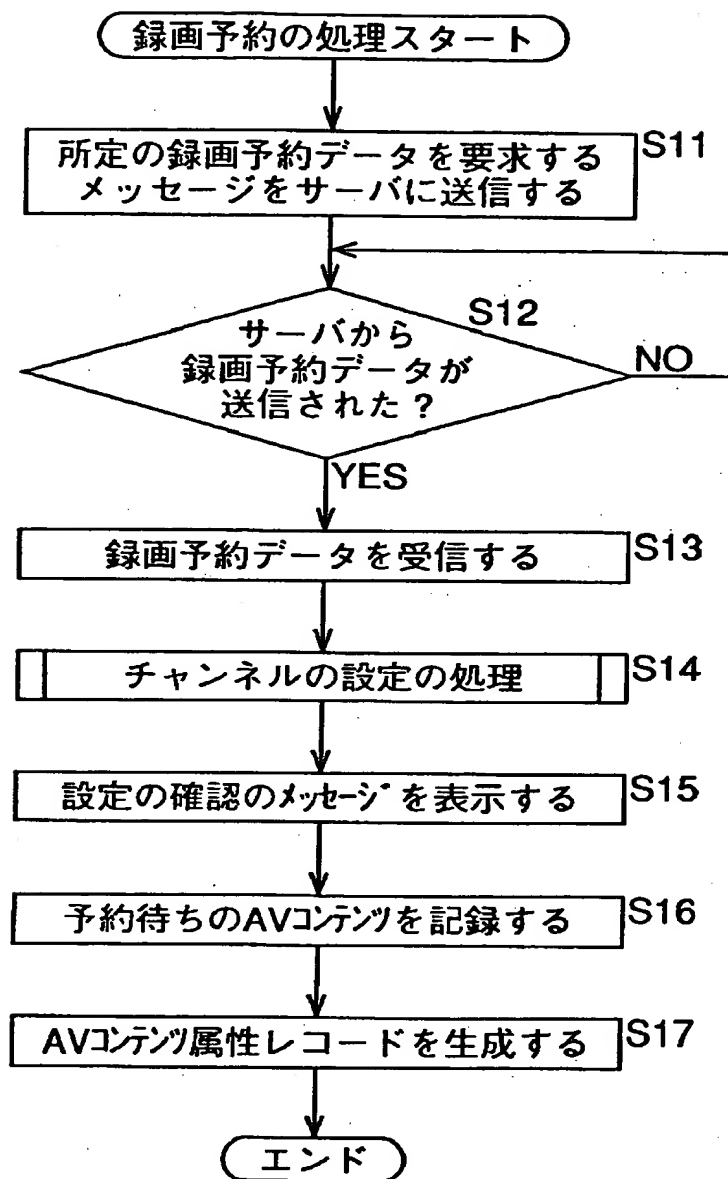 録画予約の処理スタート
S11
所定の録画予約データを要求する
メッセージをサーバに送信する
S12
サーバから
録画予約データが
送信された？
NO
YES
録画予約データを受信する
S13
チャンネルの設定の処理
S14
設定の確認のメッセージを表示する
S15
予約待ちのAVコンテンツを記録する
S16
AVコンテンツ属性レコードを生成する
S17
エンド